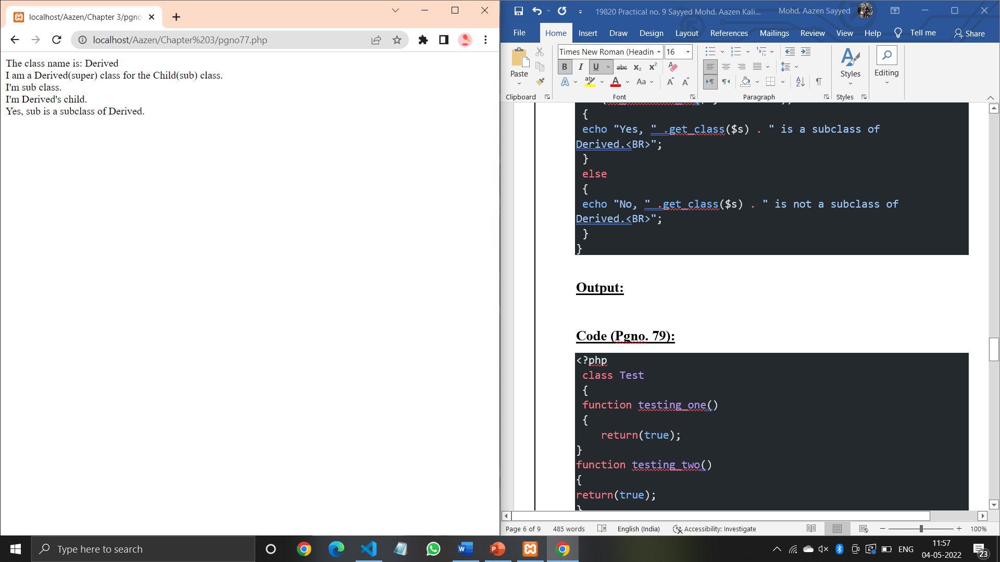 localhost/Aazen/Chapter 3/pgno
localhost/Aazen/Chapter%203/pgno77.php
The class name is: Derived
I am a Derived(super) class for the Child(sub) class.
I'm sub class.
I'm Derived's child.
Yes, sub is a subclass of Derived.
19820 Practical no. 9 Sayyed Mohd. Aazen Kali...
Mohd. Aazen Sayyed
File Home Insert Draw Design Layout References Mailings Review View Help Tell me Share
Times New Roman (Headin 16
Paste
B I U abc X₂ X²
A ab A Aa A A
Styles
Editing
Clipboard Font Paragraph Styles
{
echo "Yes, " .get_class($s) . " is a subclass of
Derived.<BR>";
}
else
{
echo "No, " .get_class($s) . " is not a subclass of
Derived.<BR>";
}
}
Output:
Code (Pgno. 79):
<?php
class Test
{
function testing_one()
{
return(true);
}
function testing_two()
{
return(true);
Page 6 of 9 485 words English (India) Accessibility: Investigate 100%
Type here to search
ENG
11:57
04-05-2022
23